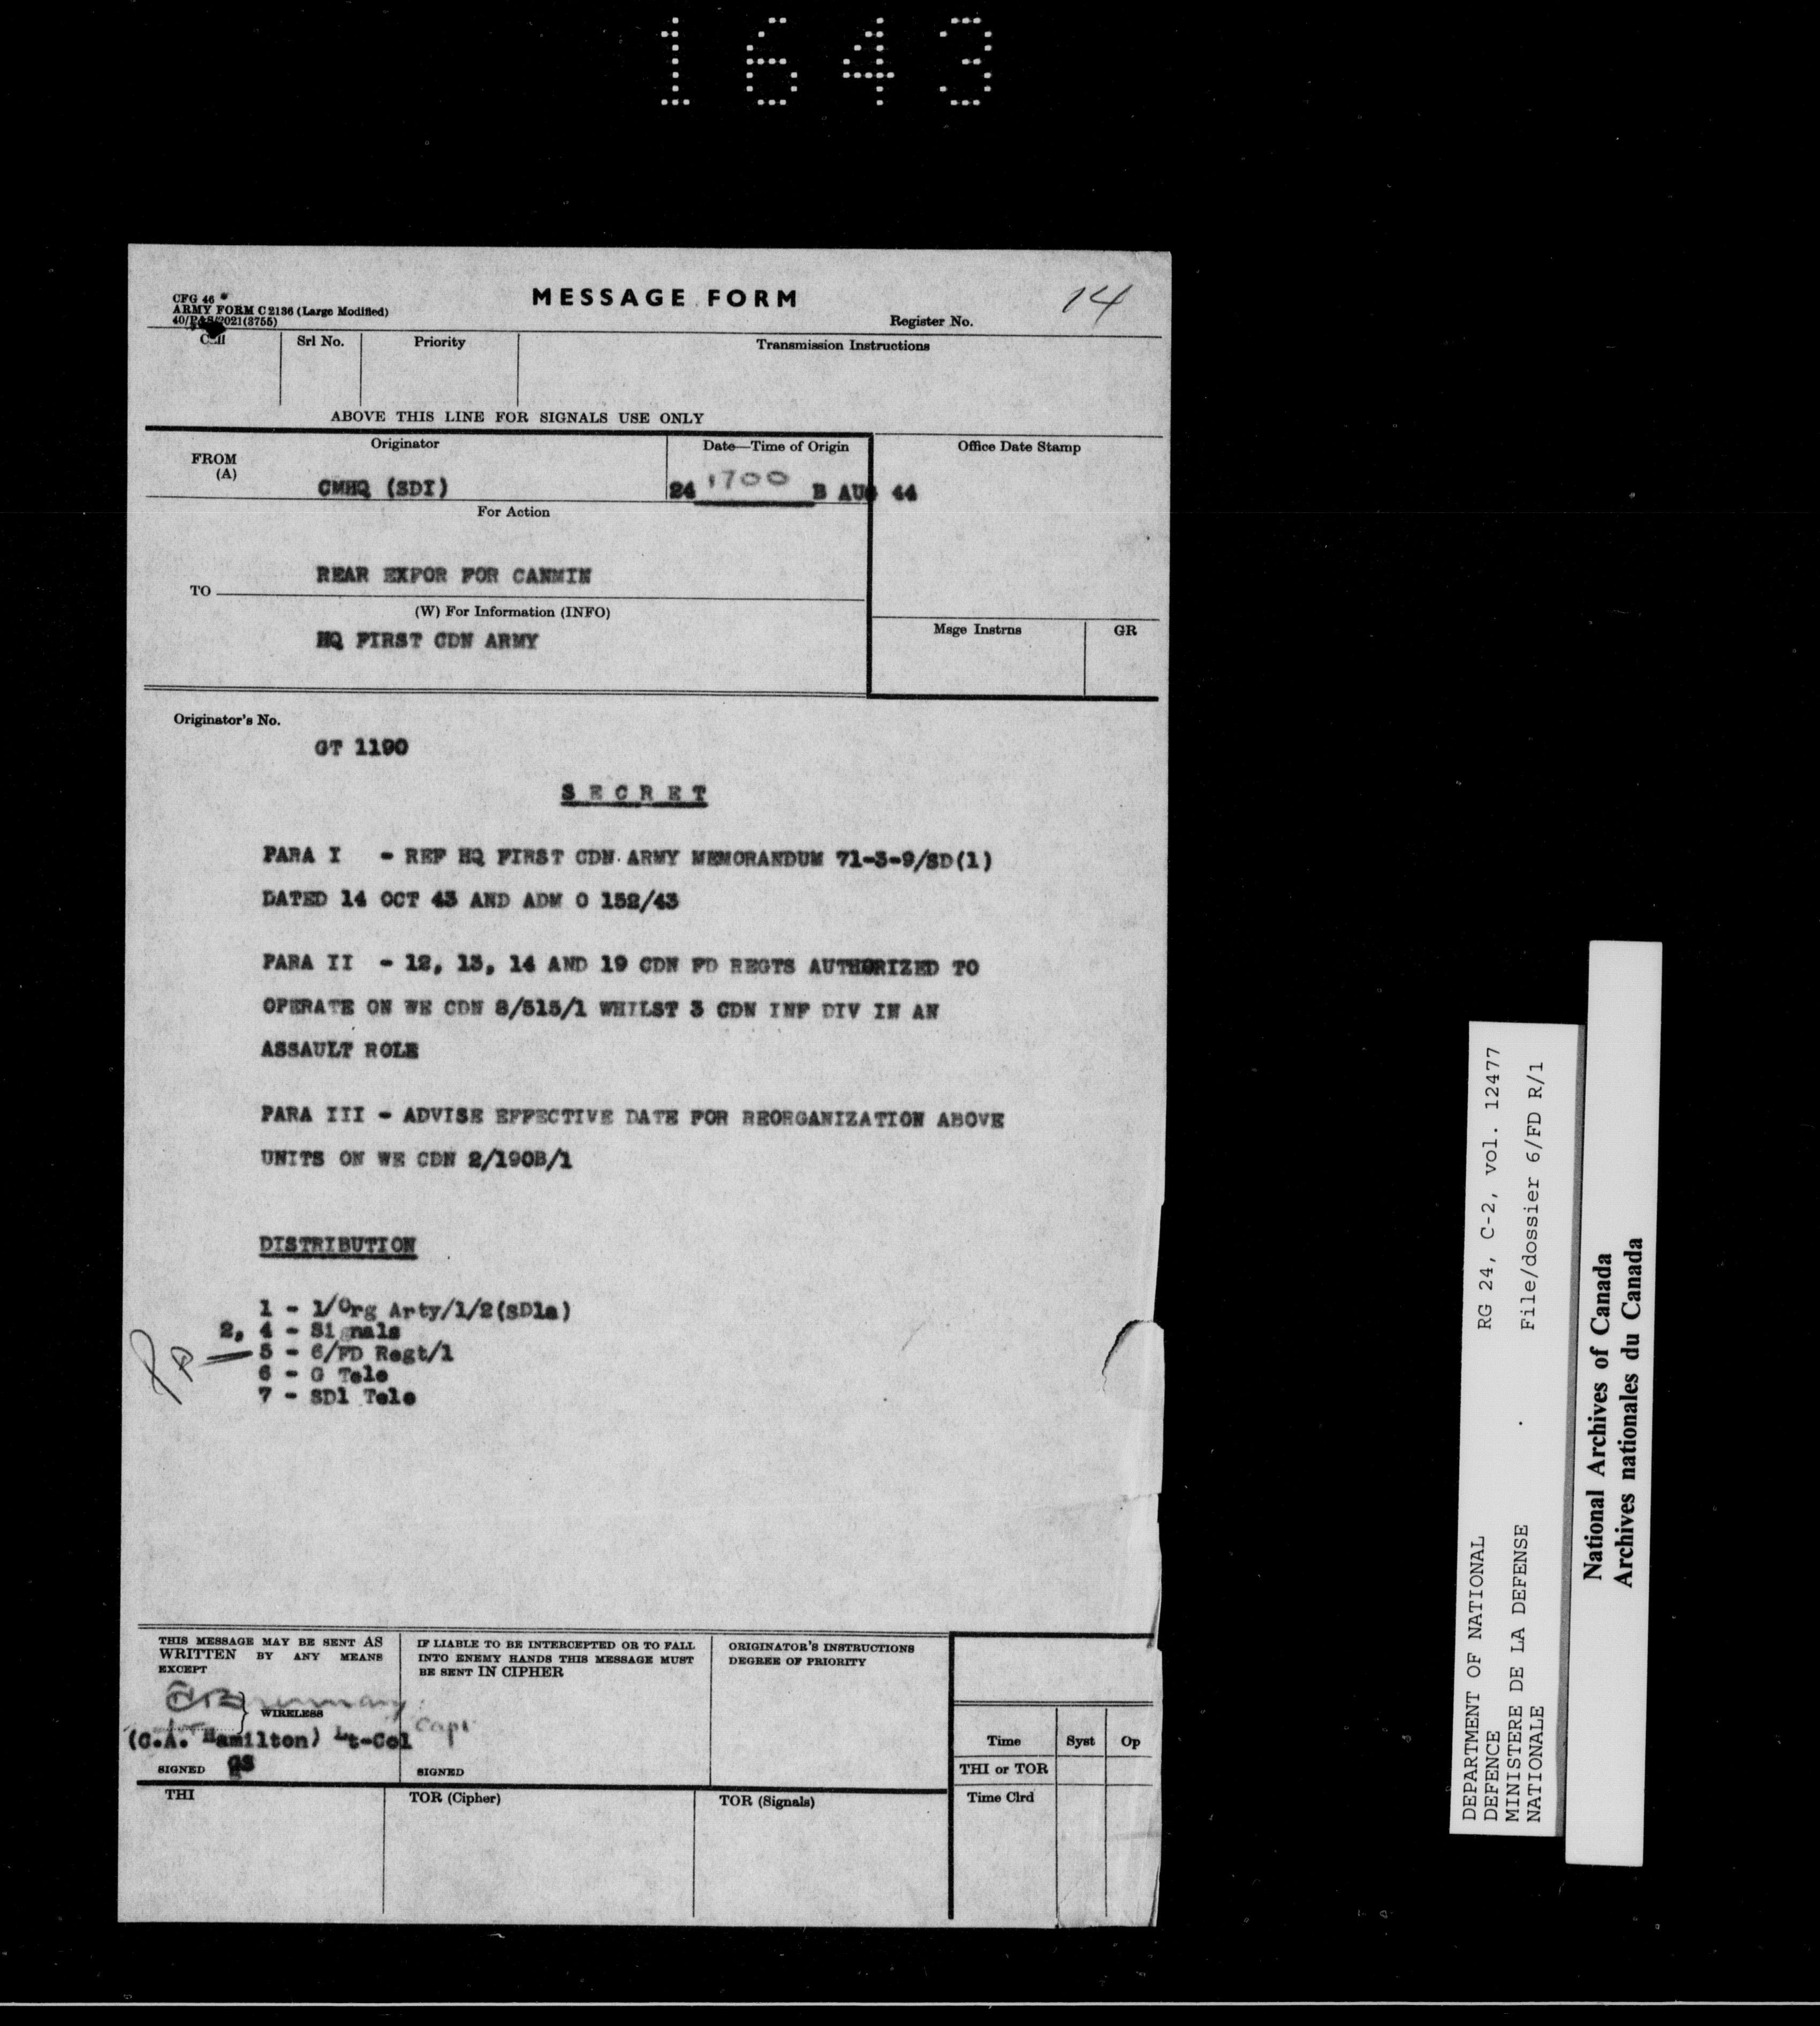 1643
CFG 46
ARMY FORM C2136 (Large Modified)
40/P&S/2021(3755)
MESSAGE FORM
14
Register No.
Call
Srl No.
Priority
Transmission Instructions
ABOVE THIS LINE FOR SIGNALS USE ONLY
FROM
(A)
Originator
Date—Time of Origin
Office Date Stamp
CMHQ (SDI)
24 1700 B AUG 44
For Action
REAR EXFOR FOR CANMIN
TO
(W) For Information (INFO)
HQ FIRST CDN ARMY
Msge Instrns
GR
Originator's No.
GT 1190
SECRET
PARA I - REF HQ FIRST CDN ARMY MEMORANDUM 71-3-9/SD(1)
DATED 14 OCT 43 AND ADM O 152/43
PARA II - 12, 13, 14 AND 19 CDN FD REGTS AUTHORIZED TO
OPERATE ON WE CDN 8/515/1 WHILST 3 CDN INF DIV IN AN
ASSAULT ROLE
PARA III - ADVISE EFFECTIVE DATE FOR REORGANIZATION ABOVE
UNITS ON WE CDN 2/190B/1
DISTRIBUTION
1 - 1/Org Arty/1/2(SD1a)
2, 4 - Signals
5 - 6/FD Regt/1
6 - G Tele
7 - SD1 Tele
THIS MESSAGE MAY BE SENT AS
WRITTEN BY ANY MEANS
EXCEPT
WIRELESS
(C.A. Hamilton) Lt-Col
Capt
SIGNED GS
IF LIABLE TO BE INTERCEPTED OR TO FALL
INTO ENEMY HANDS THIS MESSAGE MUST
BE SENT IN CIPHER
SIGNED
ORIGINATOR'S INSTRUCTIONS
DEGREE OF PRIORITY
Time
Syst
Op
THI or TOR
Time Clrd
THI
TOR (Cipher)
TOR (Signals)
DEPARTMENT OF NATIONAL
DEFENCE
MINISTERE DE LA DEFENSE
NATIONALE
RG 24, C-2, vol. 12477
File/dossier 6/FD R/1
National Archives of Canada
Archives nationales du Canada